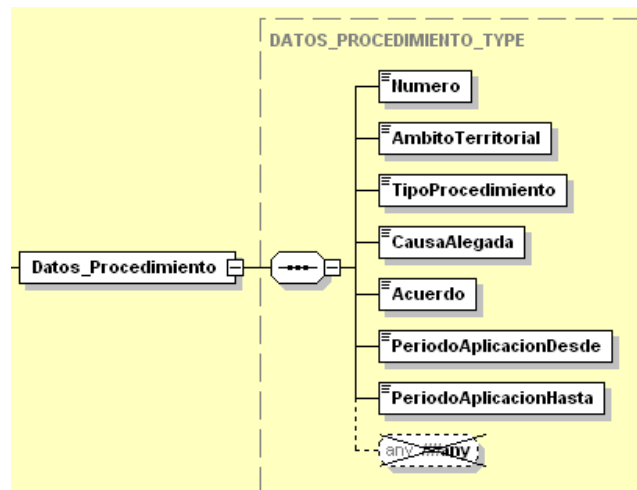 DATOS_PROCEDIMIENTO_TYPE
Numero
AmbitoTerritorial
TipoProcedimiento
CausaAlegada
Datos_Procedimiento
Acuerdo
PeriodoAplicacionDesde
PeriodoAplicacionHasta
any ##any